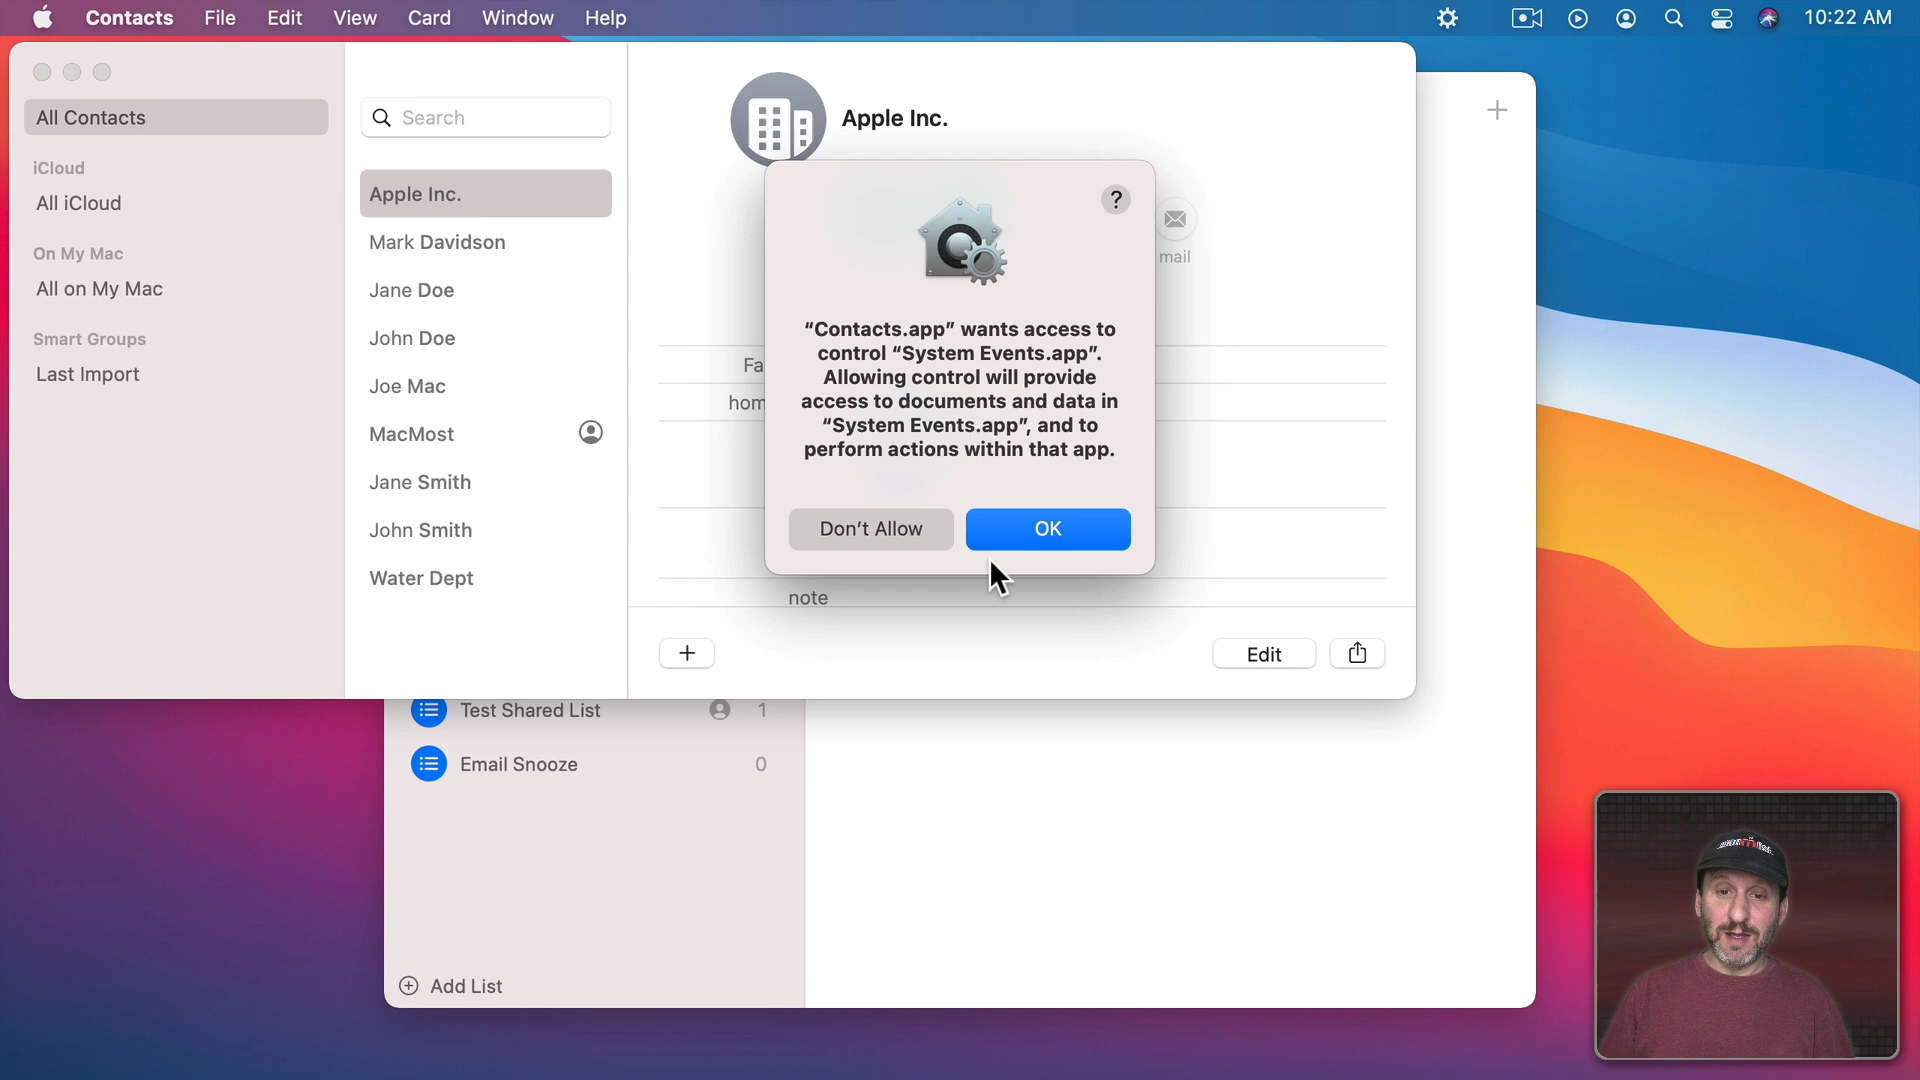 Contacts File Edit View Card Window Help 10:22 AM
All Contacts
iCloud
All iCloud
On My Mac
All on My Mac
Smart Groups
Last Import
Search
Apple Inc.
Mark Davidson
Jane Doe
John Doe
Joe Mac
MacMost
Jane Smith
John Smith
Water Dept
Apple Inc.
mail
Fa
hom
note
+
Edit
?
“Contacts.app” wants access to
control “System Events.app”.
Allowing control will provide
access to documents and data in
“System Events.app”, and to
perform actions within that app.
Don’t Allow
OK
Test Shared List 1
Email Snooze 0
Add List